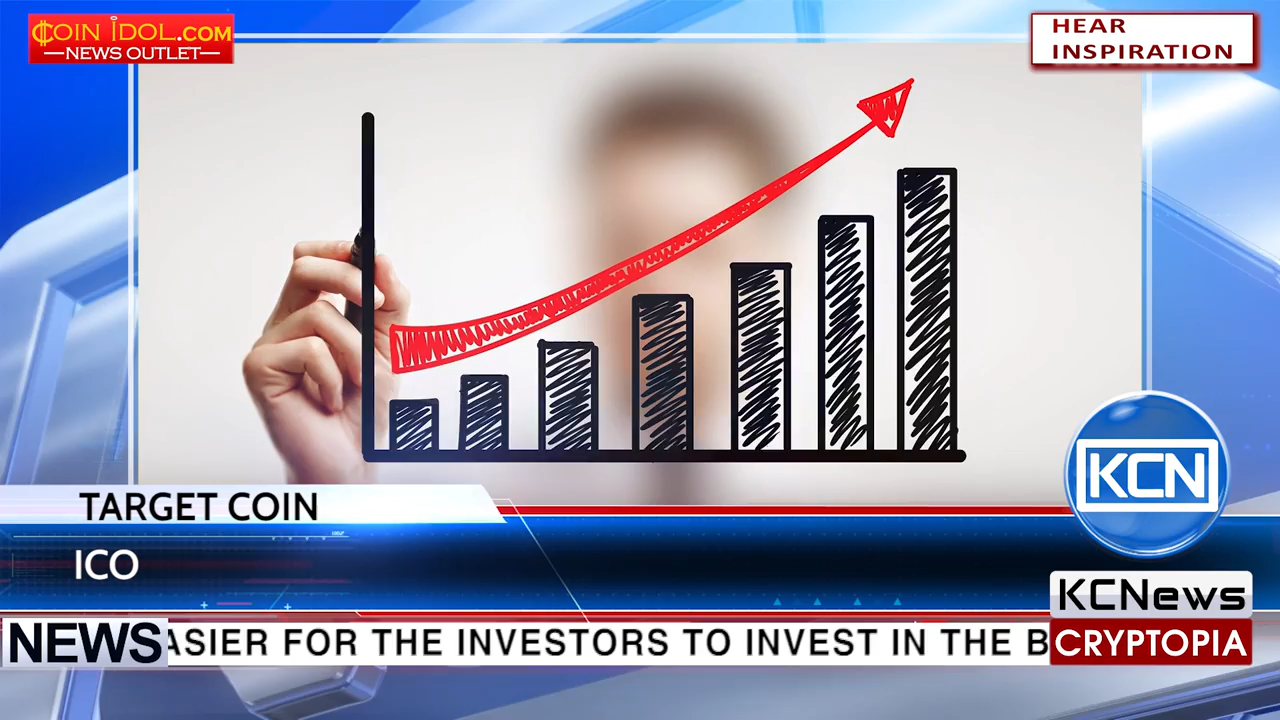 COIN IDOL.COM
NEWS OUTLET
HEAR
INSPIRATION
KCN
TARGET COIN
ICO
KCNews
NEWS ASIER FOR THE INVESTORS TO INVEST IN THE B CRYPTOPIA